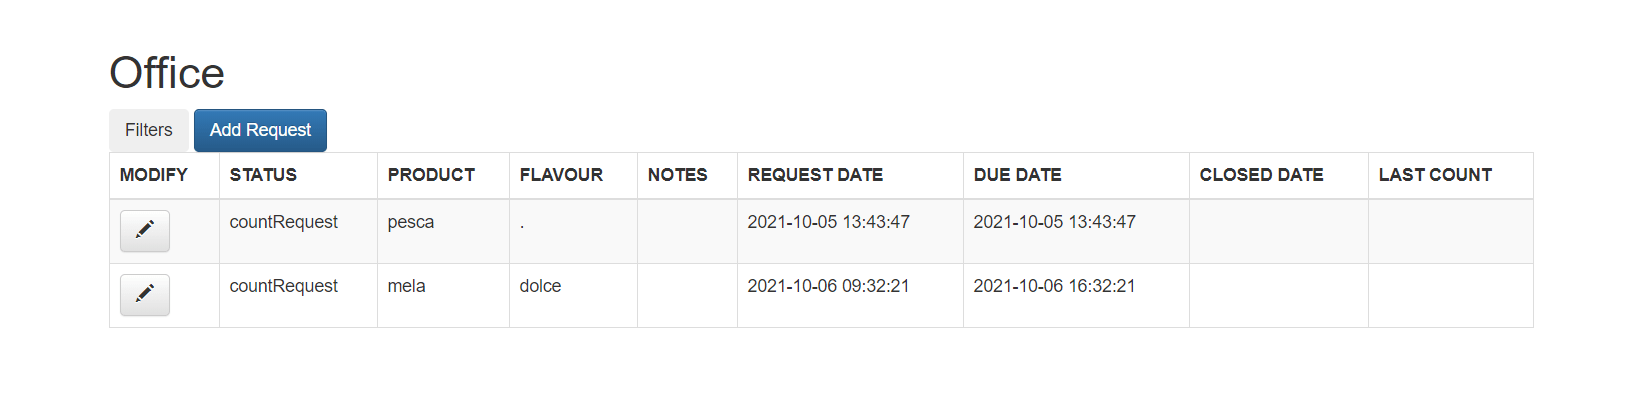 Office
Filters Add Request
MODIFY STATUS PRODUCT FLAVOUR NOTES REQUEST DATE DUE DATE CLOSED DATE LAST COUNT
countRequest pesca . 2021-10-05 13:43:47 2021-10-05 13:43:47
countRequest mela dolce 2021-10-06 09:32:21 2021-10-06 16:32:21